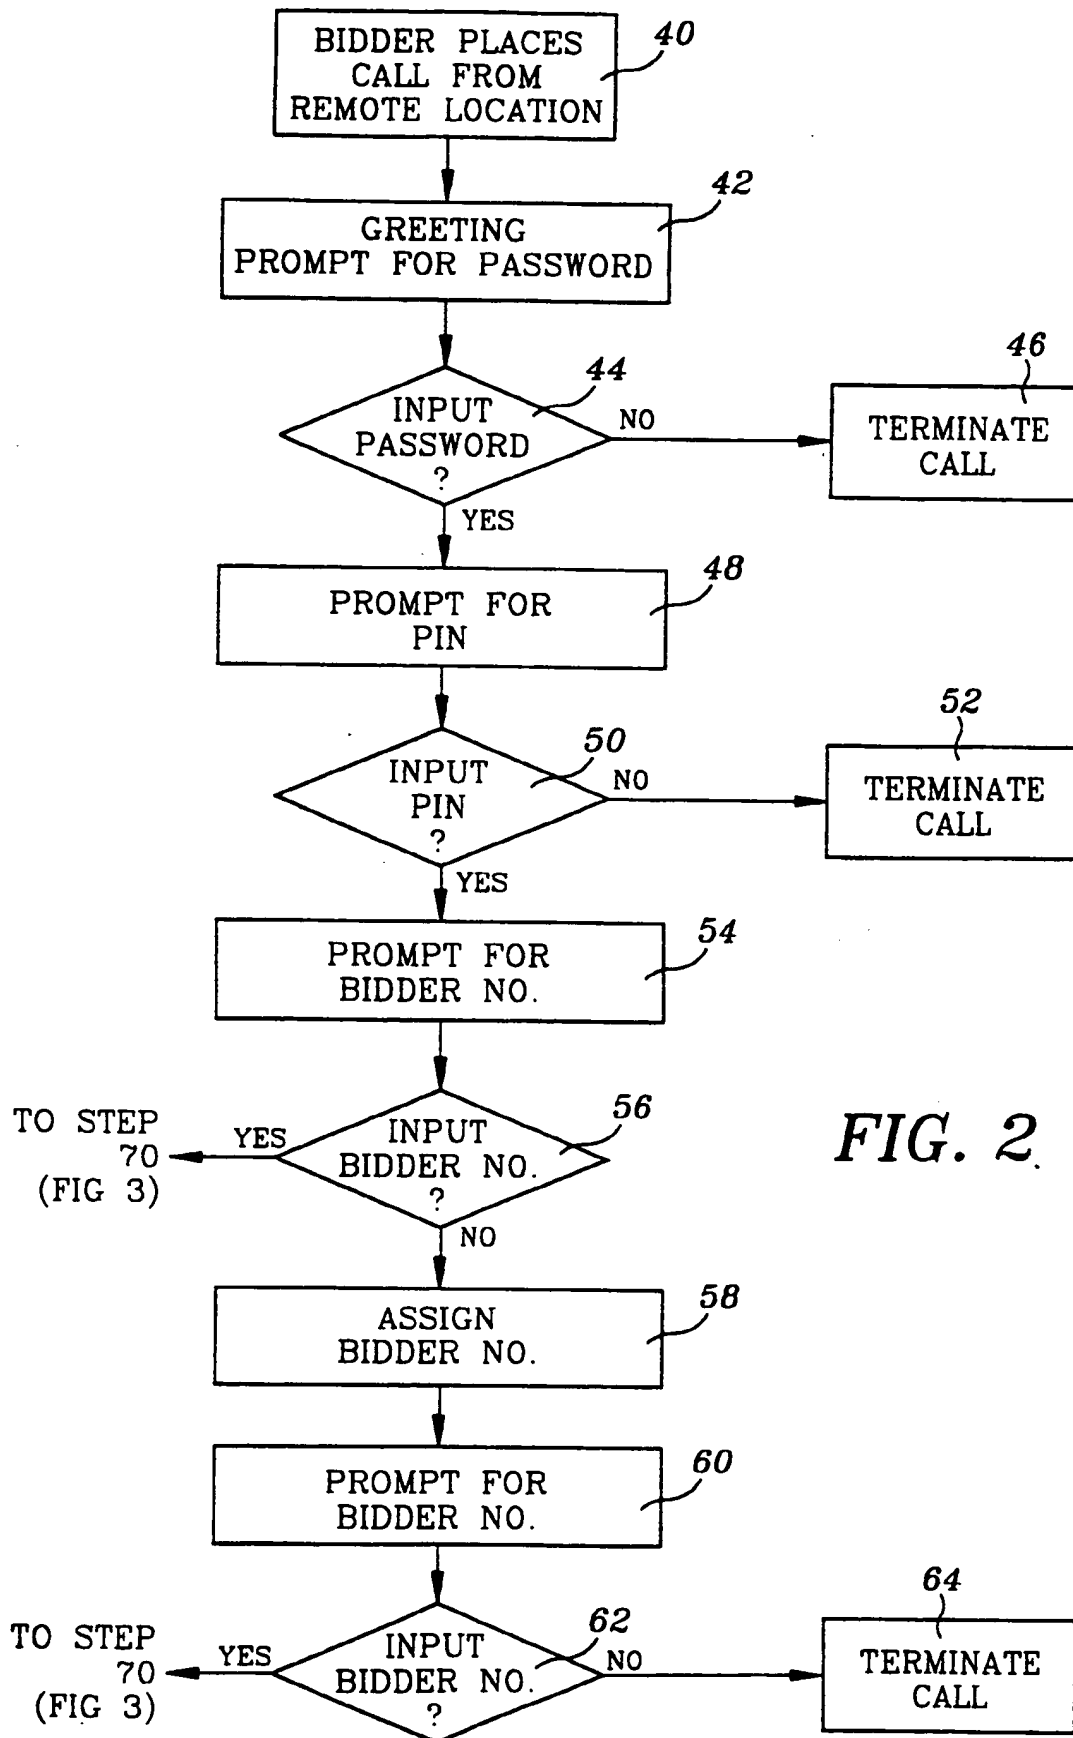 BIDDER PLACES
CALL FROM
REMOTE LOCATION
40
GREETING
PROMPT FOR PASSWORD
42
INPUT
PASSWORD
?
44
NO
TERMINATE
CALL
46
YES
PROMPT FOR
PIN
48
INPUT
PIN
?
50
NO
TERMINATE
CALL
52
YES
PROMPT FOR
BIDDER NO.
54
INPUT
BIDDER NO.
?
56
YES
TO STEP
70
(FIG 3)
FIG. 2
NO
ASSIGN
BIDDER NO.
58
PROMPT FOR
BIDDER NO.
60
INPUT
BIDDER NO.
?
62
YES
TO STEP
70
(FIG 3)
NO
TERMINATE
CALL
64